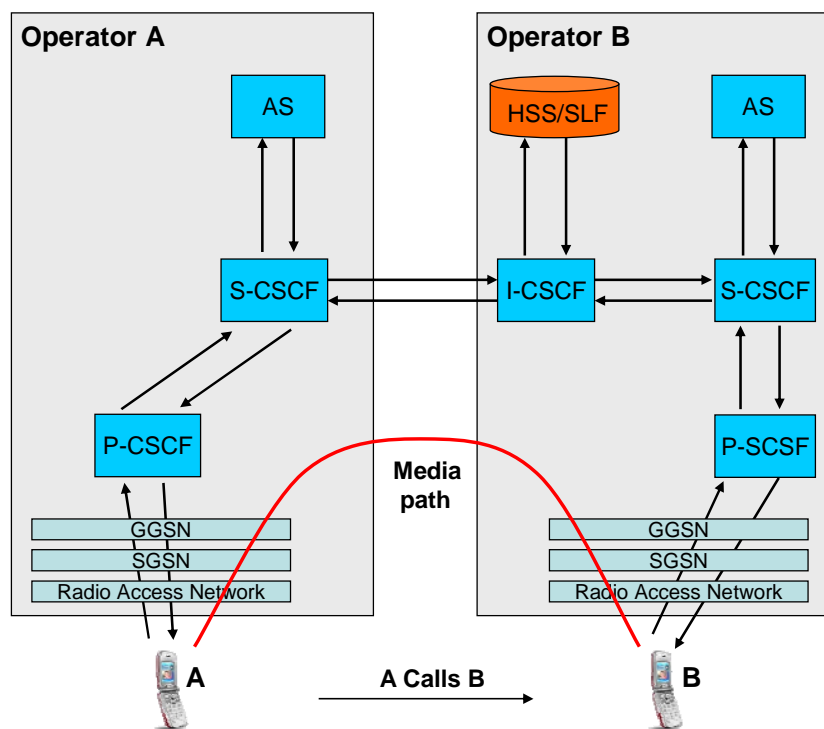 Operator A
Operator B
AS
HSS/SLF
AS
S-CSCF
I-CSCF
S-CSCF
P-CSCF
P-SCSF
Media
path
GGSN
GGSN
SGSN
SGSN
Radio Access Network
Radio Access Network
A
B
A Calls B